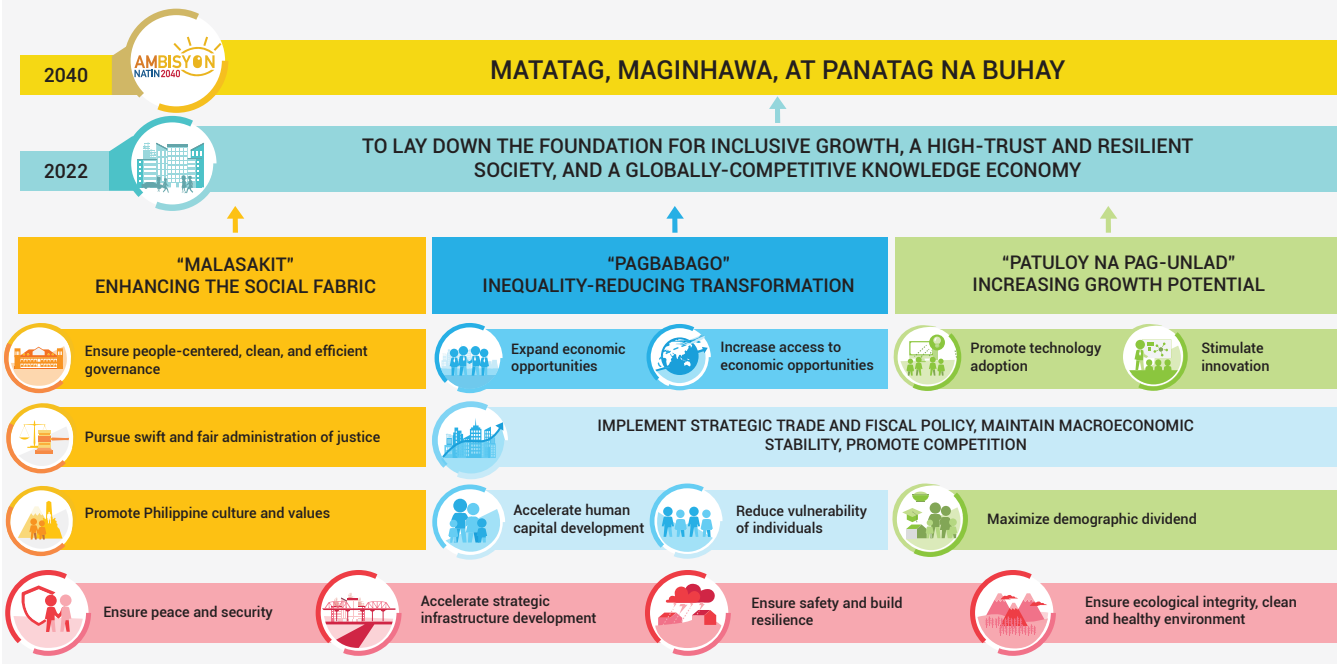 2040
AMBISYON
NATIN2040
MATATAG, MAGINHAWA, AT PANATAG NA BUHAY
2022
TO LAY DOWN THE FOUNDATION FOR INCLUSIVE GROWTH, A HIGH-TRUST AND RESILIENT
SOCIETY, AND A GLOBALLY-COMPETITIVE KNOWLEDGE ECONOMY
“MALASAKIT”
ENHANCING THE SOCIAL FABRIC
“PAGBABAGO”
INEQUALITY-REDUCING TRANSFORMATION
“PATULOY NA PAG-UNLAD”
INCREASING GROWTH POTENTIAL
Ensure people-centered, clean, and efficient
governance
Expand economic
opportunities
Increase access to
economic opportunities
Promote technology
adoption
Stimulate
innovation
Pursue swift and fair administration of justice
IMPLEMENT STRATEGIC TRADE AND FISCAL POLICY, MAINTAIN MACROECONOMIC
STABILITY, PROMOTE COMPETITION
Promote Philippine culture and values
Accelerate human
capital development
Reduce vulnerability
of individuals
Maximize demographic dividend
Ensure peace and security
Accelerate strategic
infrastructure development
Ensure safety and build
resilience
Ensure ecological integrity, clean
and healthy environment